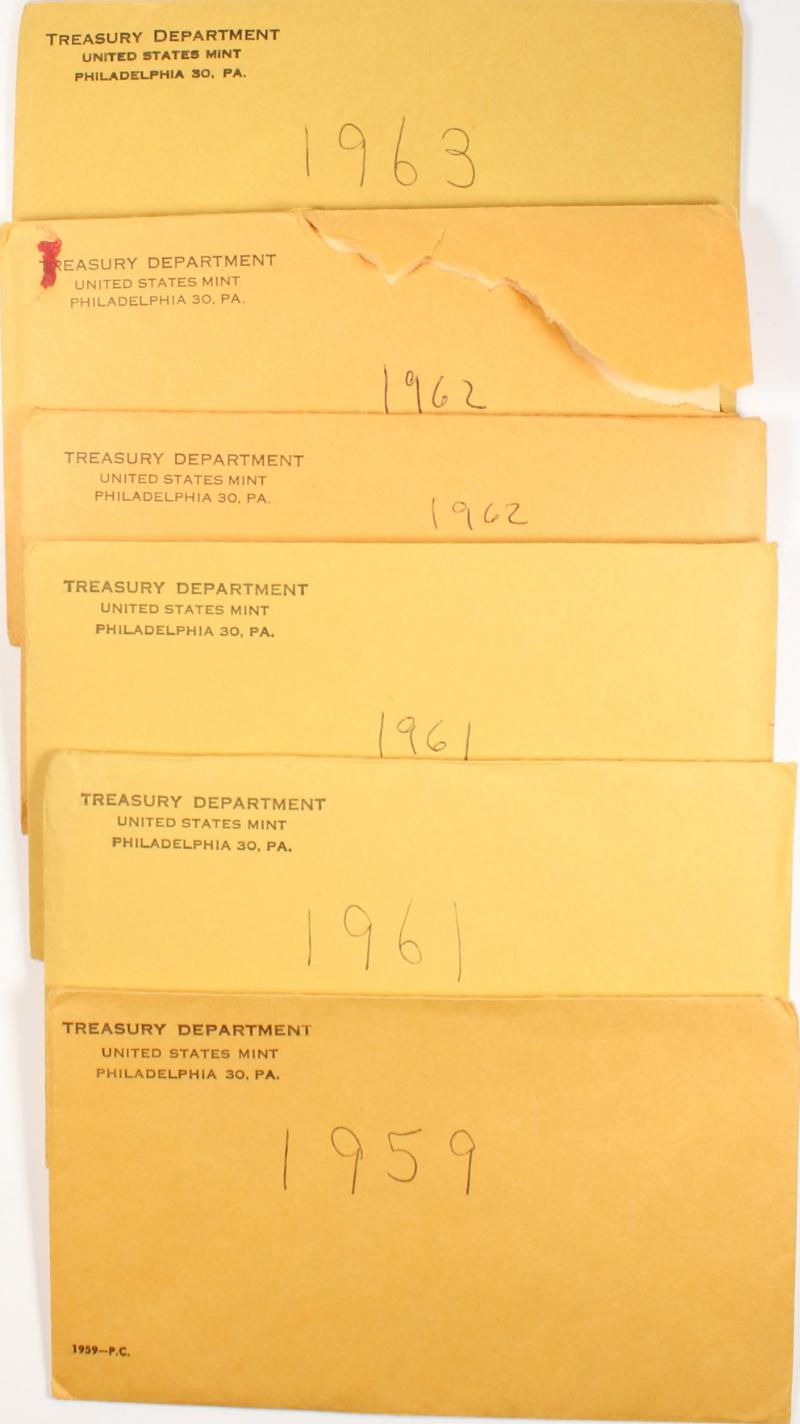 TREASURY DEPARTMENT
UNITED STATES MINT
PHILADELPHIA 30, PA.
1963
TREASURY DEPARTMENT
UNITED STATES MINT
PHILADELPHIA 30, PA.
1962
TREASURY DEPARTMENT
UNITED STATES MINT
PHILADELPHIA 30, PA.
1962
TREASURY DEPARTMENT
UNITED STATES MINT
PHILADELPHIA 30, PA.
1961
TREASURY DEPARTMENT
UNITED STATES MINT
PHILADELPHIA 30, PA.
1961
TREASURY DEPARTMENT
UNITED STATES MINT
PHILADELPHIA 30, PA.
1959
1959—P.C.